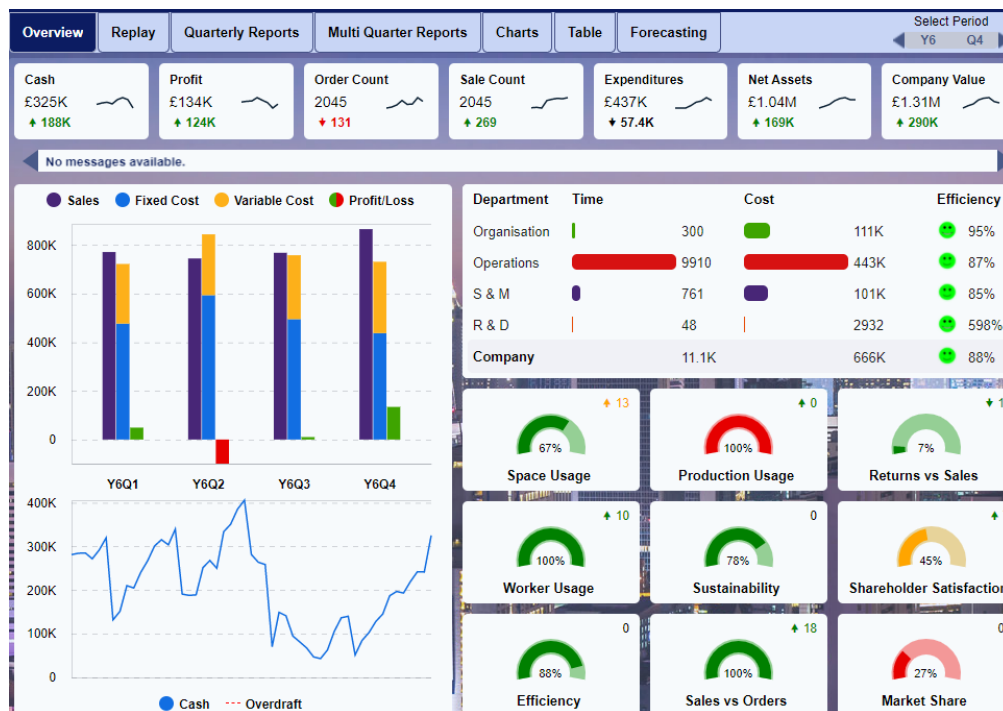 Overview Replay Quarterly Reports Multi Quarter Reports Charts Table Forecasting
Select Period
Y6 Q4
Cash Profit Order Count Sale Count Expenditures Net Assets Company Value
£325K £134K 2045 2045 £437K £1.04M £1.31M
188K 124K 131 269 57.4K 169K 290K
No messages available.
Sales Fixed Cost Variable Cost Profit/Loss
800K
600K
400K
200K
0
Y6Q1 Y6Q2 Y6Q3 Y6Q4
400K
300K
200K
100K
0
Cash Overdraft
Department Time Cost Efficiency
Organisation 300 111K 95%
Operations 9910 443K 87%
S & M 761 101K 85%
R & D 48 2932 598%
Company 11.1K 666K 88%
13 0 1
67% 100% 7%
Space Usage Production Usage Returns vs Sales
10 0
100% 78% 45%
Worker Usage Sustainability Shareholder Satisfaction
0 18 0
88% 100% 27%
Efficiency Sales vs Orders Market Share